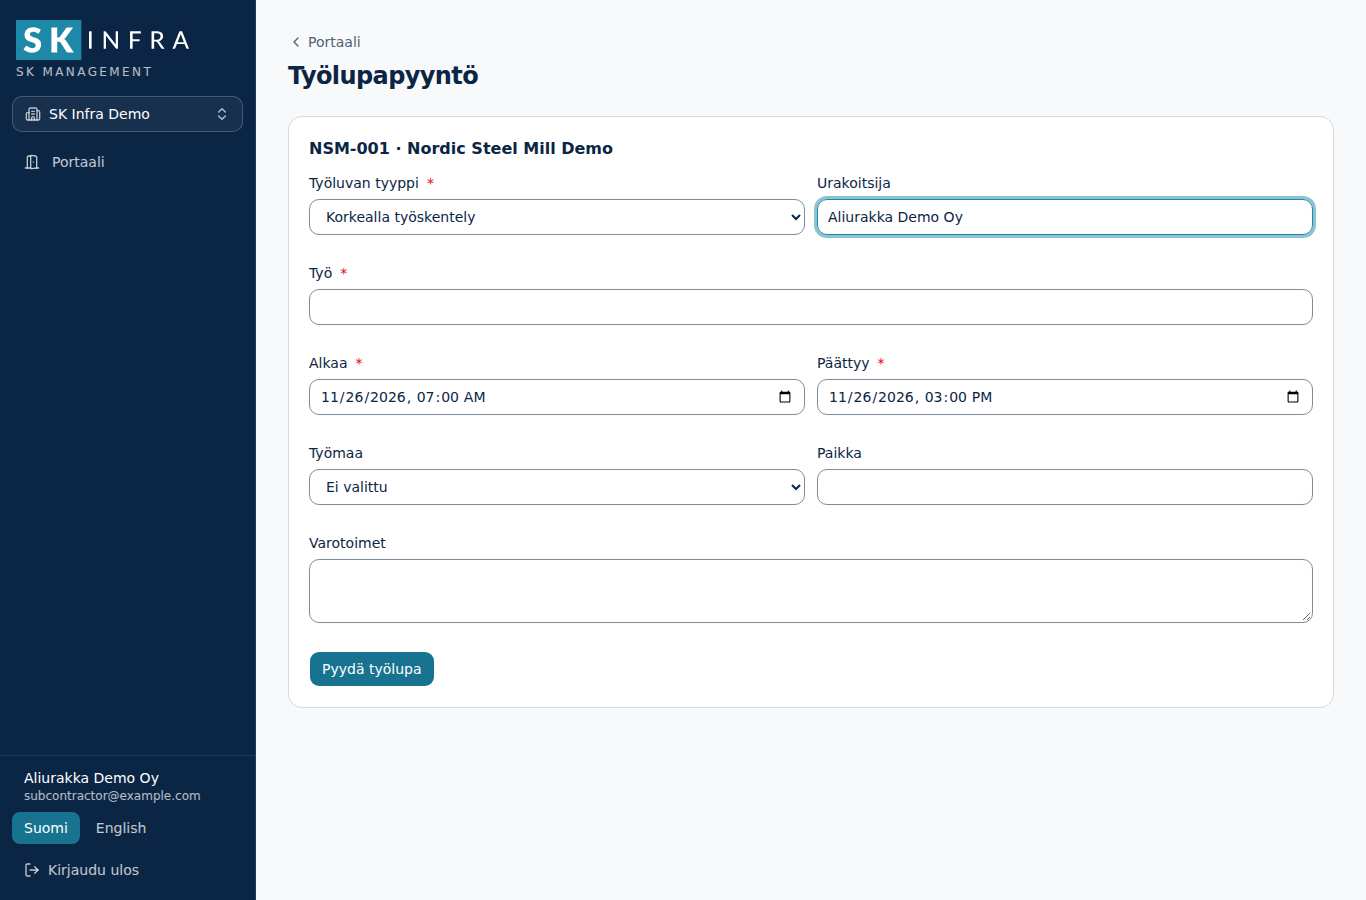 SK INFRA
SK MANAGEMENT
SK Infra Demo
Portaali
Aliurakka Demo Oy
subcontractor@example.com
Suomi English
Kirjaudu ulos
Portaali
Työlupapyyntö
NSM-001 · Nordic Steel Mill Demo
Työluvan tyyppi * Urakoitsija
Korkealla työskentely Aliurakka Demo Oy
Työ *
Alkaa * Päättyy *
11/26/2026, 07:00 AM 11/26/2026, 03:00 PM
Työmaa Paikka
Ei valittu
Varotoimet
Pyydä työlupa